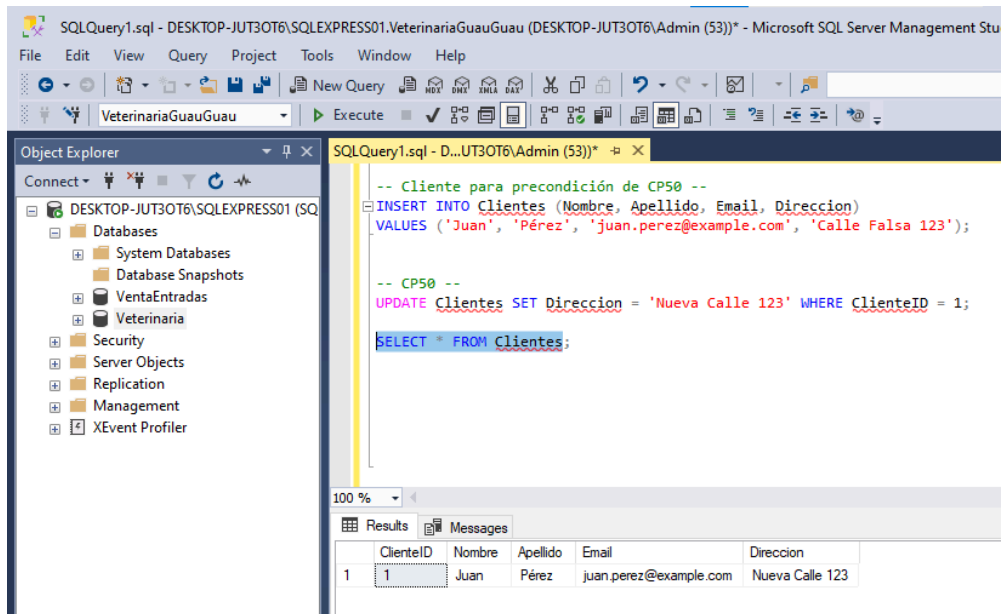 SQLQuery1.sql - DESKTOP-JUT3OT6\SQLEXPRESS01.VeterinariaGuauGuau (DESKTOP-JUT3OT6\Admin (53))* - Microsoft SQL Server Management Stu
File Edit View Query Project Tools Window Help
New Query MDX DMX XMLA DAX
VeterinariaGuauGuau Execute
Object Explorer
SQLQuery1.sql - D...UT3OT6\Admin (53))*
Connect
DESKTOP-JUT3OT6\SQLEXPRESS01 (SQ
Databases
System Databases
Database Snapshots
VentaEntradas
Veterinaria
Security
Server Objects
Replication
Management
XEvent Profiler
-- Cliente para precondición de CP50 --
INSERT INTO Clientes (Nombre, Apellido, Email, Direccion)
VALUES ('Juan', 'Pérez', 'juan.perez@example.com', 'Calle Falsa 123');
-- CP50 --
UPDATE Clientes SET Direccion = 'Nueva Calle 123' WHERE ClienteID = 1;
SELECT * FROM Clientes;
100 %
Results Messages
ClienteID Nombre Apellido Email Direccion
1 1 Juan Pérez juan.perez@example.com Nueva Calle 123